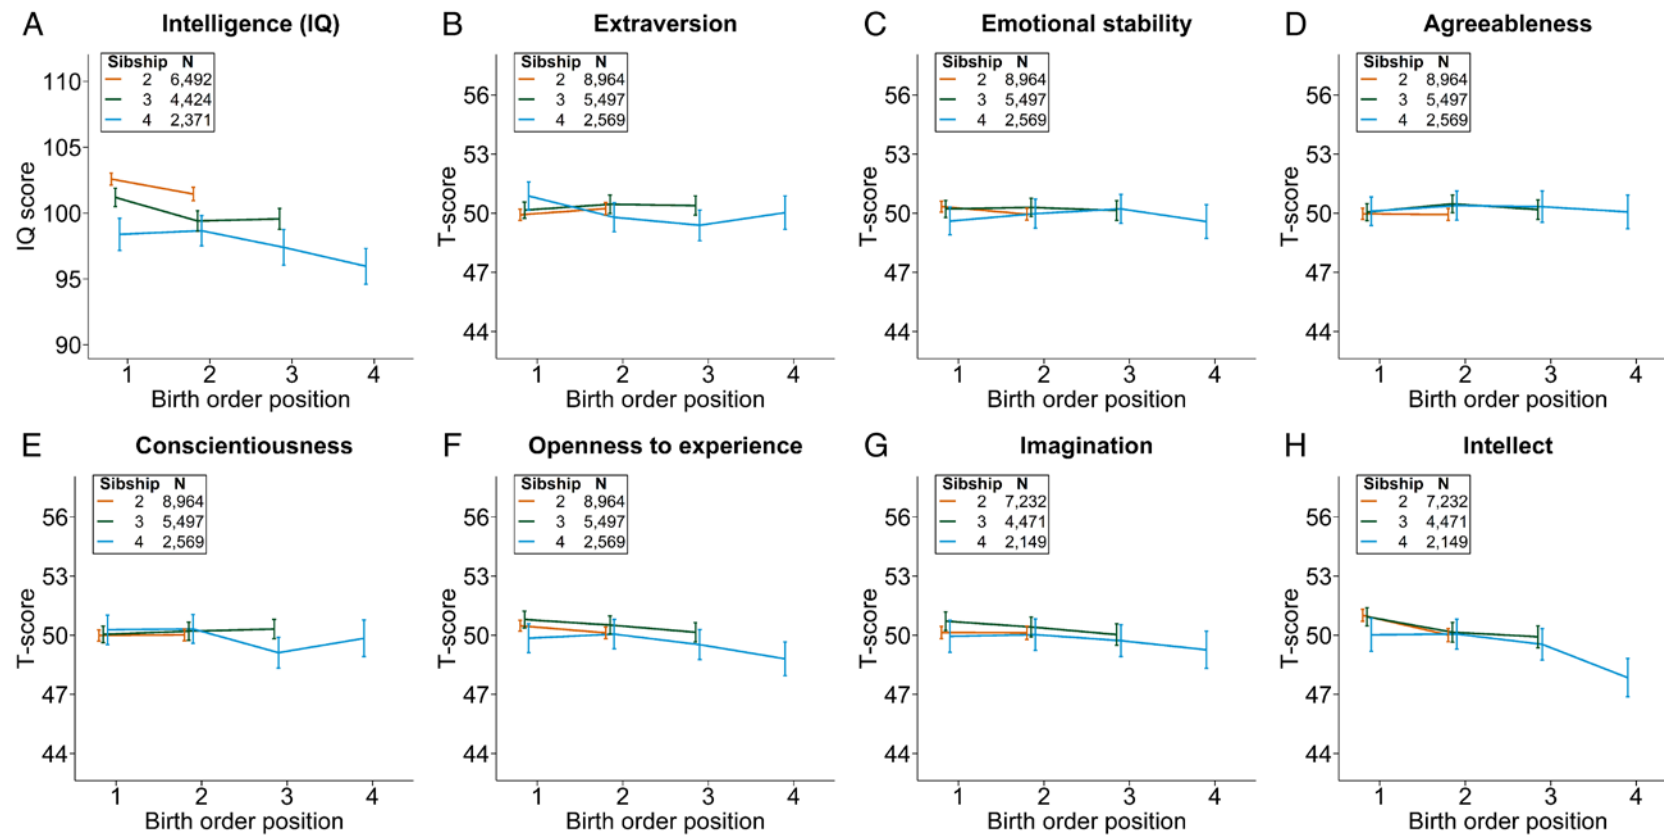 A Intelligence (IQ)
Sibship N
2 6,492
3 4,424
4 2,371
110
105
100
95
90
IQ score
1 2 3 4
Birth order position
B Extraversion
Sibship N
2 8,964
3 5,497
4 2,569
56
53
50
47
44
T-score
1 2 3 4
Birth order position
C Emotional stability
Sibship N
2 8,964
3 5,497
4 2,569
56
53
50
47
44
T-score
1 2 3 4
Birth order position
D Agreeableness
Sibship N
2 8,964
3 5,497
4 2,569
56
53
50
47
44
T-score
1 2 3 4
Birth order position
E Conscientiousness
Sibship N
2 8,964
3 5,497
4 2,569
56
53
50
47
44
T-score
1 2 3 4
Birth order position
F Openness to experience
Sibship N
2 8,964
3 5,497
4 2,569
56
53
50
47
44
T-score
1 2 3 4
Birth order position
G Imagination
Sibship N
2 7,232
3 4,471
4 2,149
56
53
50
47
44
T-score
1 2 3 4
Birth order position
H Intellect
Sibship N
2 7,232
3 4,471
4 2,149
56
53
50
47
44
T-score
1 2 3 4
Birth order position